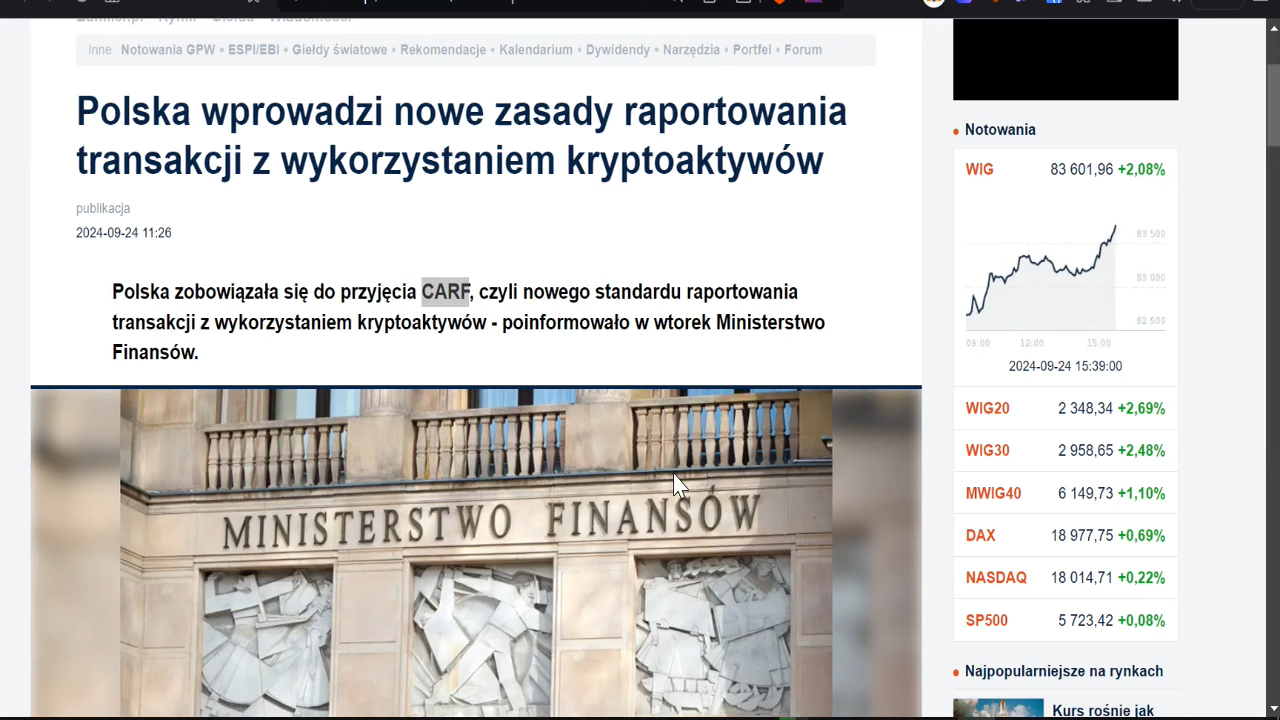 Bankier.pl Rynki Giełda Wiadomości
Inne Notowania GPW ESPI/EBI Giełdy światowe Rekomendacje Kalendarium Dywidendy Narzędzia Portfel Forum
Polska wprowadzi nowe zasady raportowania
transakcji z wykorzystaniem kryptoaktywów
publikacja
2024-09-24 11:26
Polska zobowiązała się do przyjęcia CARF, czyli nowego standardu raportowania
transakcji z wykorzystaniem kryptoaktywów - poinformowało w wtorek Ministerstwo
Finansów.
MINISTERSTWO FINANSÓW
Notowania
WIG 83 601,96 +2,08%
83 500
83 000
82 500
09:00 12:00 15:00
2024-09-24 15:39:00
WIG20 2 348,34 +2,69%
WIG30 2 958,65 +2,48%
MWIG40 6 149,73 +1,10%
DAX 18 977,75 +0,69%
NASDAQ 18 014,71 +0,22%
SP500 5 723,42 +0,08%
Najpopularniejsze na rynkach
Kurs rośnie jak